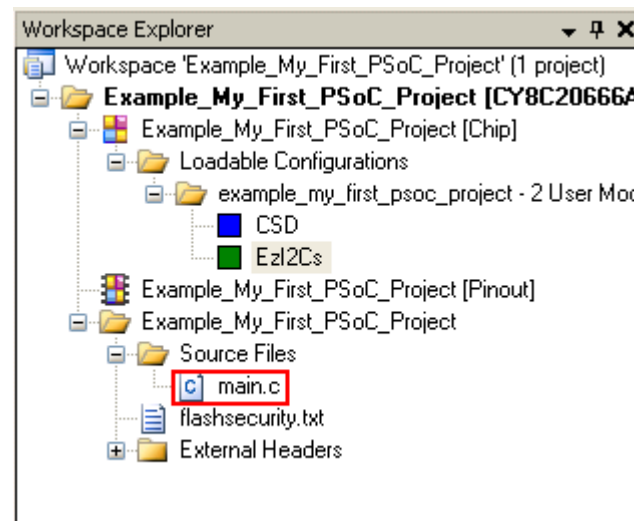 Workspace Explorer
Workspace 'Example_My_First_PSoC_Project' (1 project)
Example_My_First_PSoC_Project [CY8C20666A
Example_My_First_PSoC_Project [Chip]
Loadable Configurations
example_my_first_psoc_project - 2 User Mod
CSD
EzI2Cs
Example_My_First_PSoC_Project [Pinout]
Example_My_First_PSoC_Project
Source Files
main.c
flashsecurity.txt
External Headers